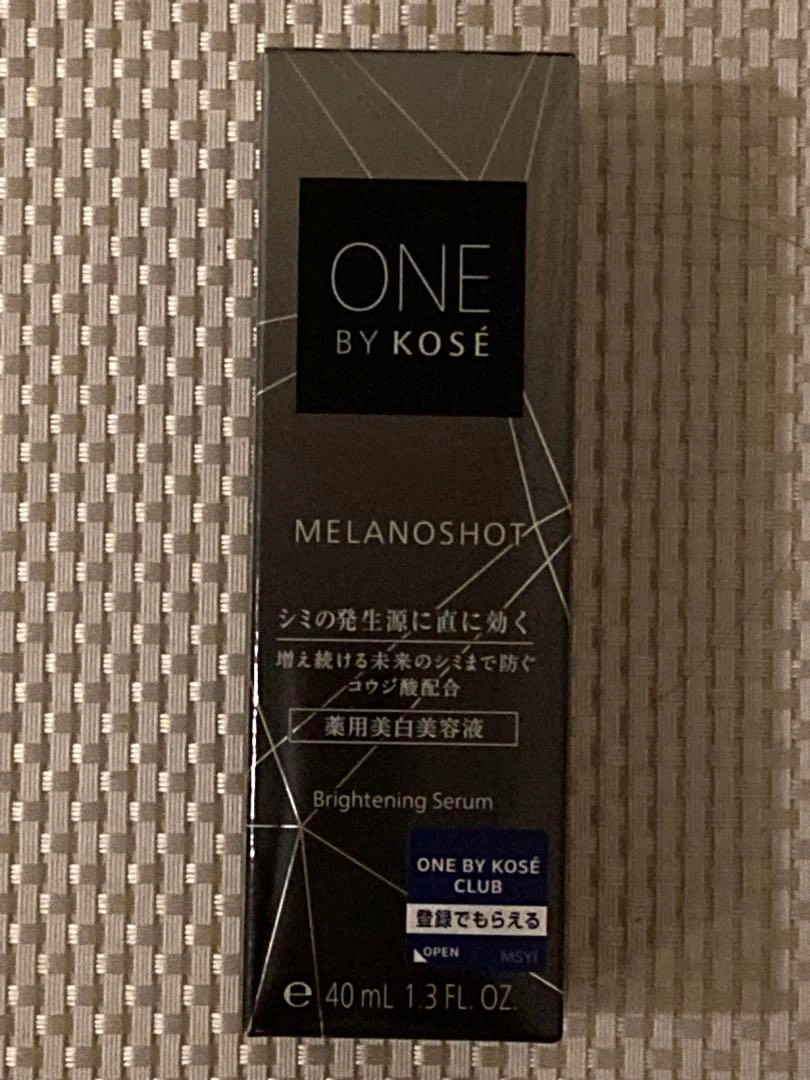 ONE
BY KOSÉ
MELANOSHOT
シミの発生源に直に効く
増え続ける未来のシミまで防ぐ
コウジ酸配合
薬用美白美容液
Brightening Serum
ONE BY KOSÉ
CLUB
登録でもらえる
OPEN MSYI
℮ 40 mL 1.3 FL. OZ.